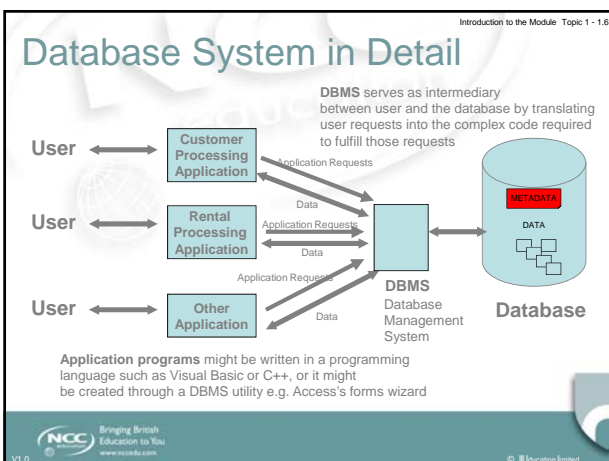 Introduction to the Module Topic 1 - 1.6
Database System in Detail
DBMS serves as intermediary
between user and the database by translating
user requests into the complex code required
to fulfill those requests
User
Customer
Processing
Application
Application Requests
Data
User
Rental
Processing
Application
Application Requests
Data
User
Other
Application
Application Requests
Data
DBMS
Database
Management
System
METADATA
DATA
Database
Application programs might be written in a programming
language such as Visual Basic or C++, or it might
be created through a DBMS utility e.g. Access's forms wizard
NCC
Bringing British
Education to You
www.nccedu.com
V1.0